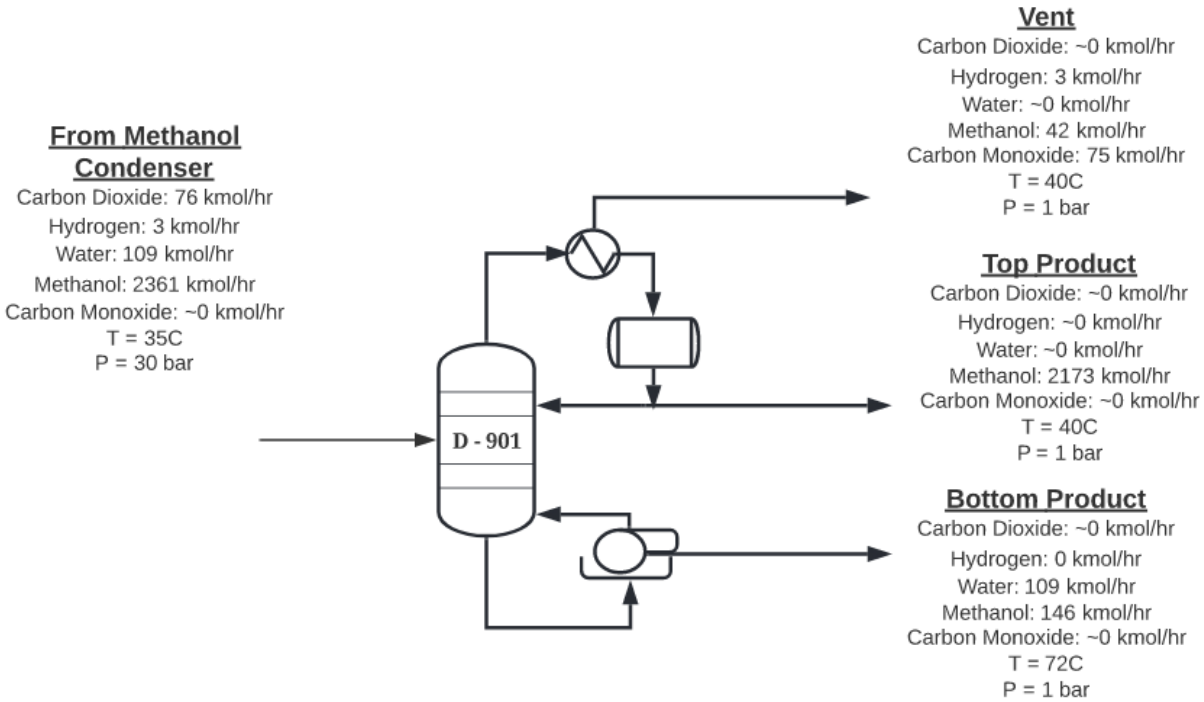 From Methanol
Condenser
Carbon Dioxide: 76 kmol/hr
Hydrogen: 3 kmol/hr
Water: 109 kmol/hr
Methanol: 2361 kmol/hr
Carbon Monoxide: ~0 kmol/hr
T = 35C
P = 30 bar
D - 901
Vent
Carbon Dioxide: ~0 kmol/hr
Hydrogen: 3 kmol/hr
Water: ~0 kmol/hr
Methanol: 42 kmol/hr
Carbon Monoxide: 75 kmol/hr
T = 40C
P = 1 bar
Top Product
Carbon Dioxide: ~0 kmol/hr
Hydrogen: ~0 kmol/hr
Water: ~0 kmol/hr
Methanol: 2173 kmol/hr
Carbon Monoxide: ~0 kmol/hr
T = 40C
P = 1 bar
Bottom Product
Carbon Dioxide: ~0 kmol/hr
Hydrogen: 0 kmol/hr
Water: 109 kmol/hr
Methanol: 146 kmol/hr
Carbon Monoxide: ~0 kmol/hr
T = 72C
P = 1 bar